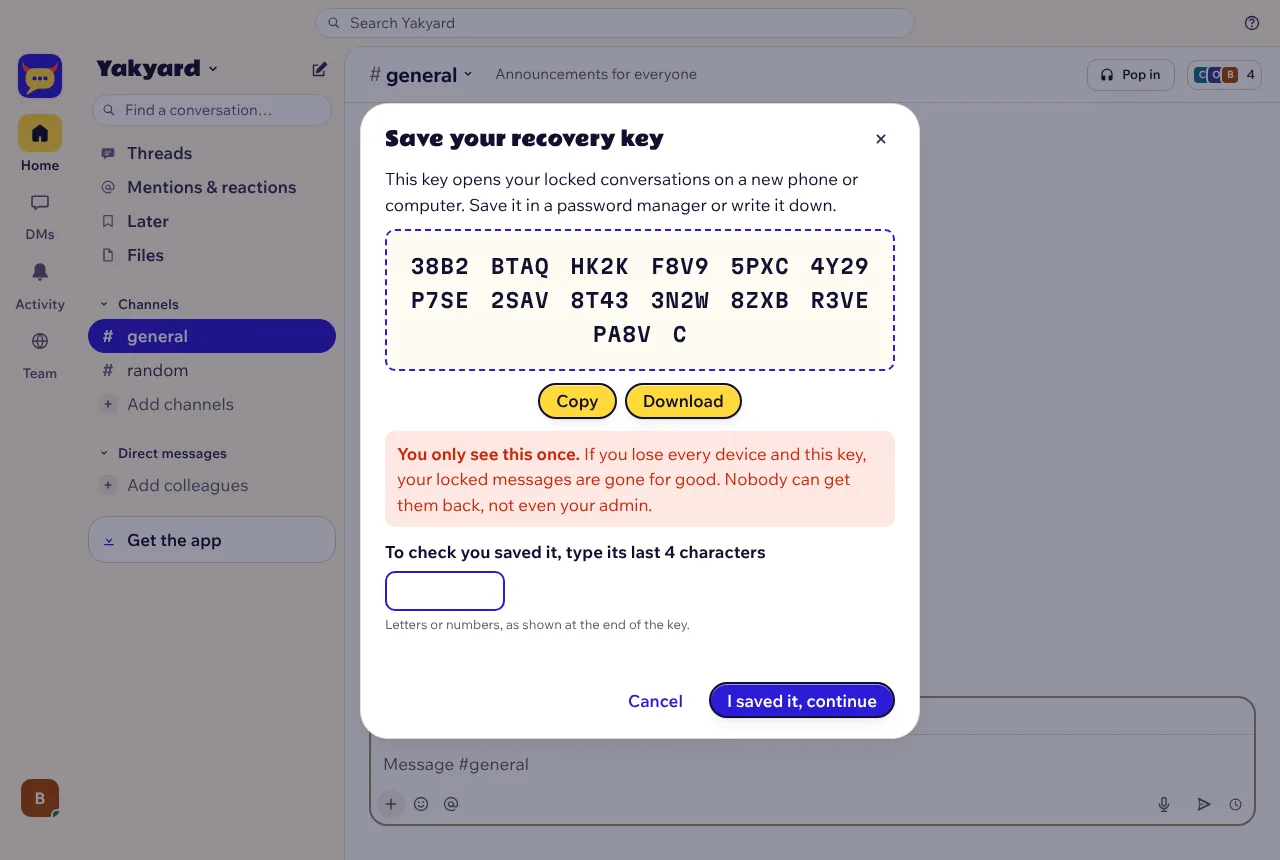 Search Yakyard
Yakyard
Find a conversation…
Home
Threads
Mentions & reactions
Later
Files
DMs
Activity
Team
Channels
# general
# random
+ Add channels
Direct messages
+ Add colleagues
Get the app
B
# general
Announcements for everyone
Pop in
C O B 4
Save your recovery key
This key opens your locked conversations on a new phone or
computer. Save it in a password manager or write it down.
38B2 BTAQ HK2K F8V9 5PXC 4Y29
P7SE 2SAV 8T43 3N2W 8ZXB R3VE
PA8V C
Copy
Download
You only see this once. If you lose every device and this key,
your locked messages are gone for good. Nobody can get
them back, not even your admin.
To check you saved it, type its last 4 characters
Letters or numbers, as shown at the end of the key.
Cancel
I saved it, continue
Message #general